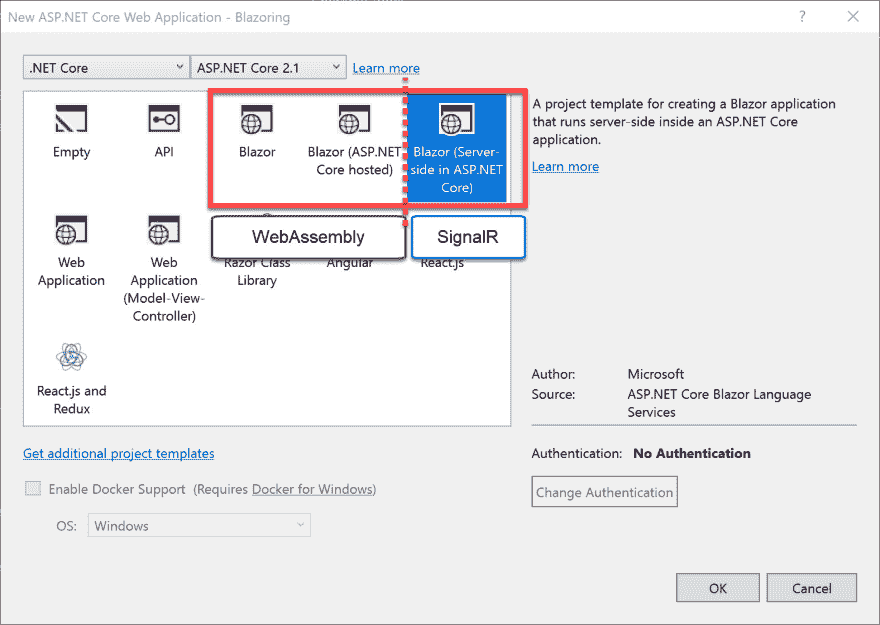 New ASP.NET Core Web Application - Blazoring
?
.NET Core
ASP.NET Core 2.1
Learn more
Empty
API
Blazor
Blazor (ASP.NET
Core hosted)
Blazor (Server-
side in ASP.NET
Core)
A project template for creating a Blazor application
that runs server-side inside an ASP.NET Core
application.
Learn more
WebAssembly
SignalR
Web
Application
Web
Application
(Model-View-
Controller)
Razor Class
Library
Angular
React.js
React.js and
Redux
Author:
Microsoft
Source:
ASP.NET Core Blazor Language
Services
Get additional project templates
Authentication:
No Authentication
Enable Docker Support (Requires Docker for Windows)
Change Authentication
OS:
Windows
OK
Cancel